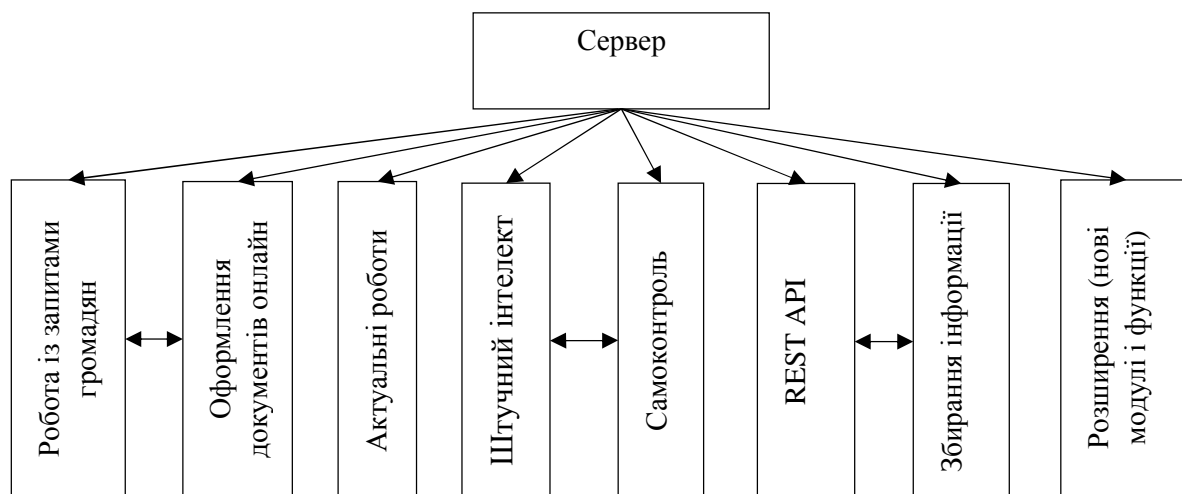 Сервер
Робота із запитами
громадян
Оформлення
документів онлайн
Актуальні роботи
Штучний інтелект
Самоконтроль
REST API
Збирання інформації
Розширення (нові
модулі і функції)